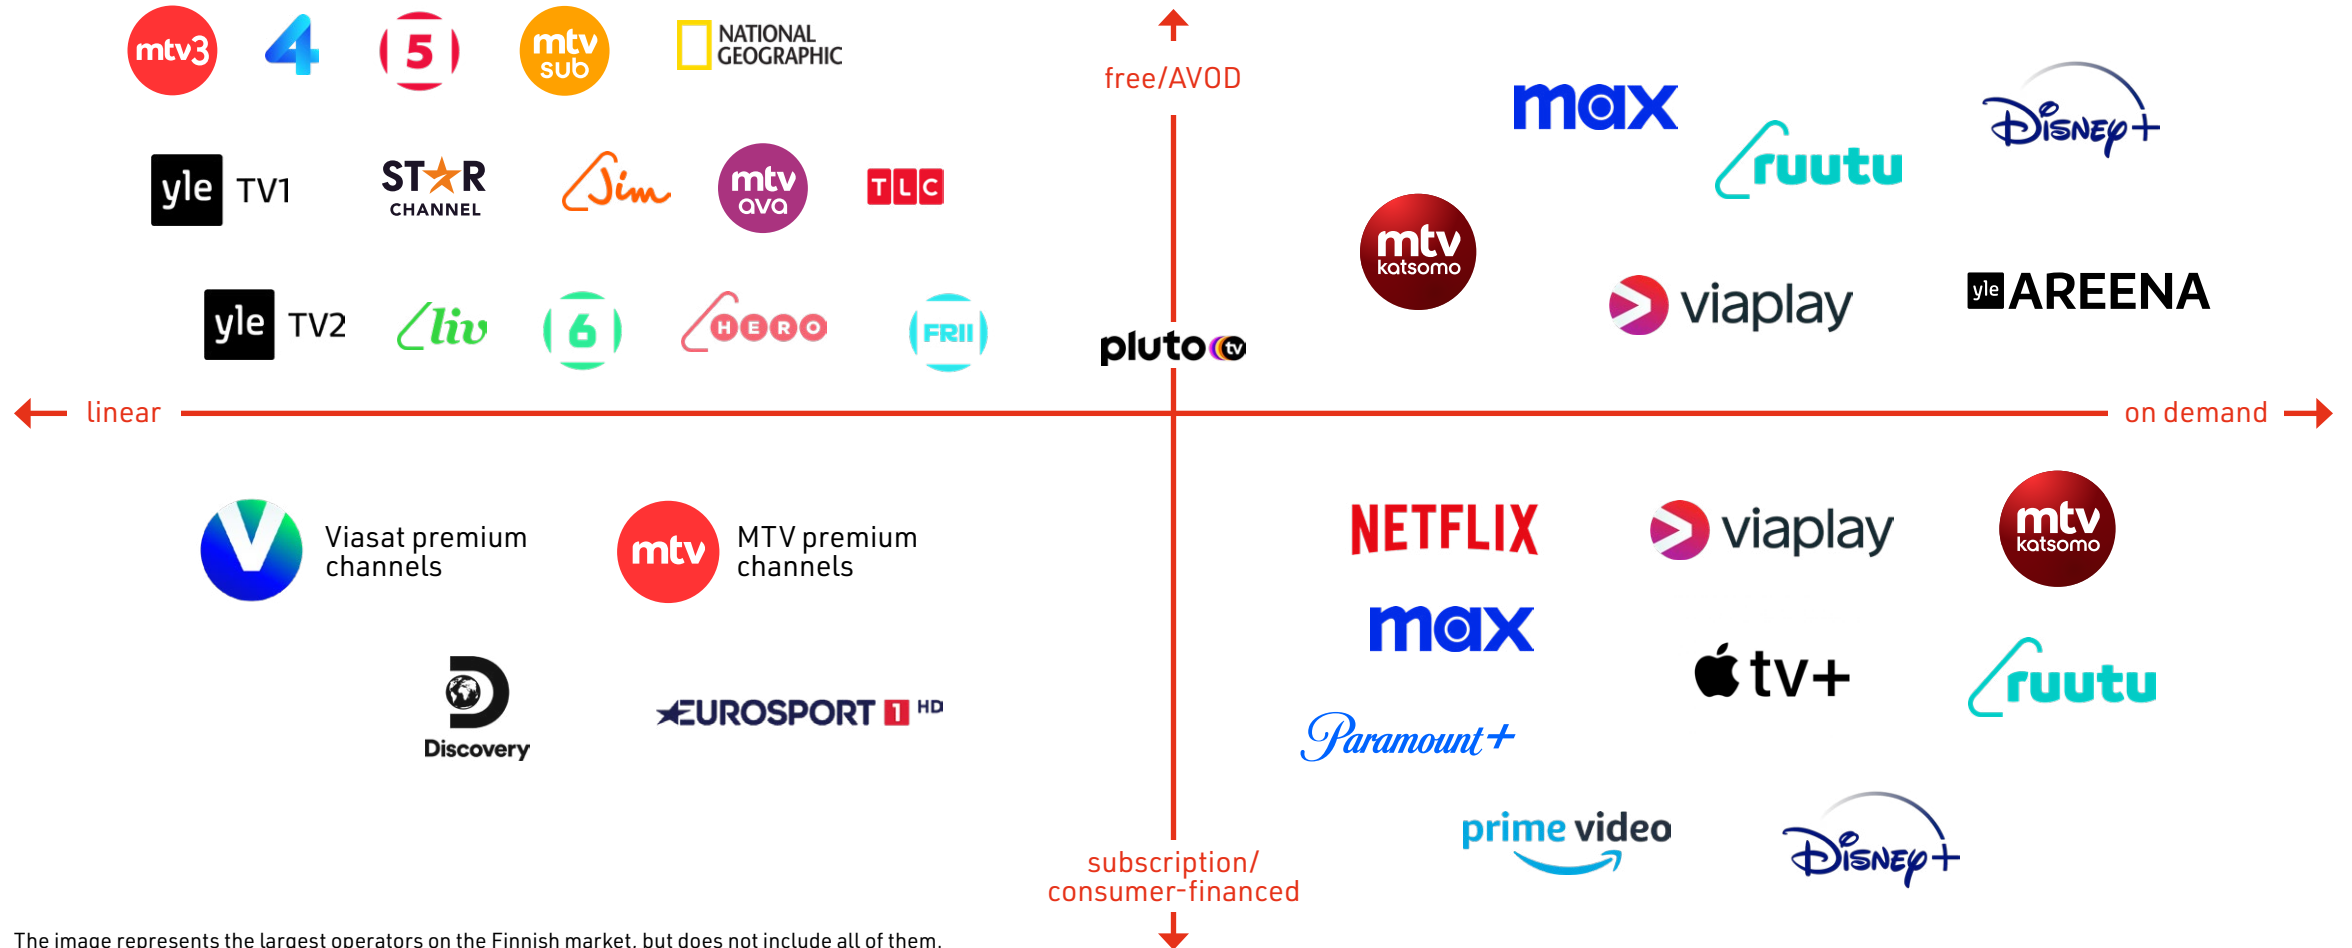 mtv3
4
5
mtv
sub
NATIONAL
GEOGRAPHIC
free/AVOD
max
Disney+
ruutu
yle TV1
STAR
CHANNEL
Jim
mtv
ava
TLC
mtv
katsomo
viaplay
yle AREENA
yle TV2
liv
6
HERO
FRII
pluto tv
linear
on demand
Viasat premium
channels
mtv
MTV premium
channels
NETFLIX
viaplay
mtv
katsomo
max
tv+
ruutu
Discovery
EUROSPORT 1 HD
Paramount+
prime video
Disney+
subscription/
consumer-financed
The image represents the largest operators on the Finnish market, but does not include all of them.